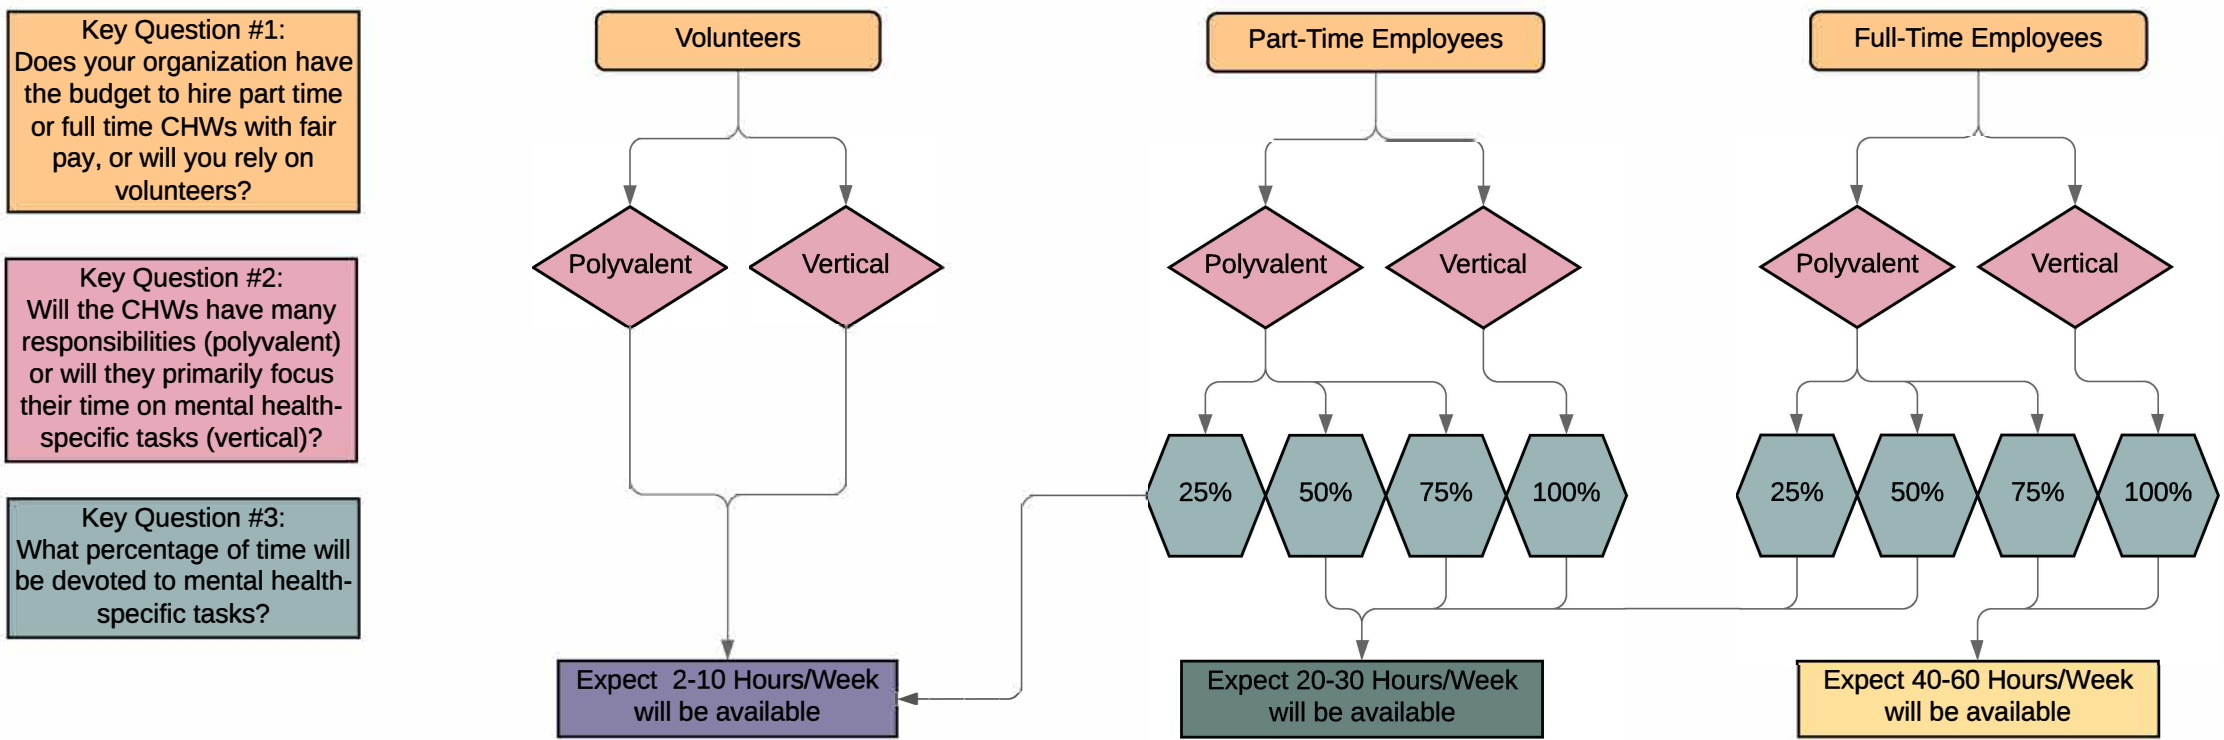 Key Question #1:
Does your organization have
the budget to hire part time
or full time CHWs with fair
pay, or will you rely on
volunteers?
Key Question #2:
Will the CHWs have many
responsibilities (polyvalent)
or will they primarily focus
their time on mental health-
specific tasks (vertical)?
Key Question #3:
What percentage of time will
be devoted to mental health-
specific tasks?
Volunteers
Part-Time Employees
Full-Time Employees
Polyvalent
Vertical
Polyvalent
Vertical
Polyvalent
Vertical
25%
50%
75%
100%
25%
50%
75%
100%
Expect 2-10 Hours/Week
will be available
Expect 20-30 Hours/Week
will be available
Expect 40-60 Hours/Week
will be available